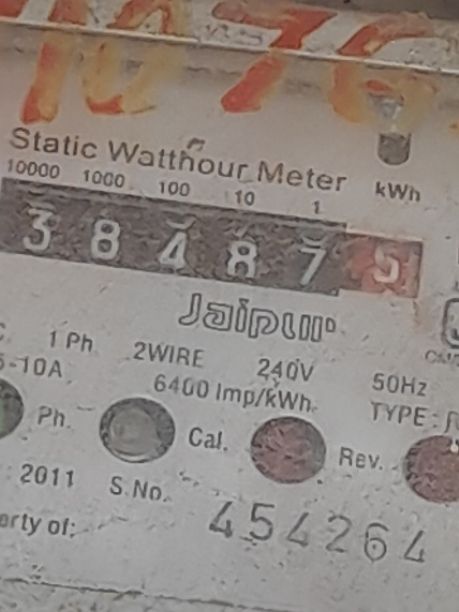 1076
Static Watthour Meter kWh
10000 1000 100 10 1
3 8 4 8 7 5
Jaipur
1 Ph 2WIRE 240V 50Hz
5-10A 6400 Imp/kWh TYPE:
Ph. Cal. Rev.
2011 S.No. 454264
erty of: